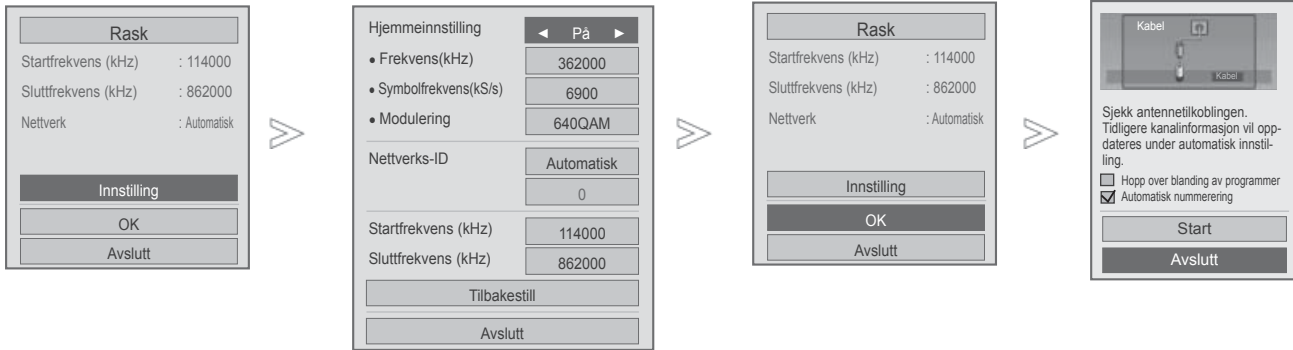 Rask
Startfrekvens (kHz) : 114000
Sluttfrekvens (kHz) : 862000
Nettverk : Automatisk
Innstilling
OK
Avslutt
Hjemmeinnstilling ◄ På ►
• Frekvens(kHz) 362000
• Symbolfrekvens(kS/s) 6900
• Modulering 640QAM
Nettverks-ID Automatisk
0
Startfrekvens (kHz) 114000
Sluttfrekvens (kHz) 862000
Tilbakestill
Avslutt
Rask
Startfrekvens (kHz) : 114000
Sluttfrekvens (kHz) : 862000
Nettverk : Automatisk
Innstilling
OK
Avslutt
Kabel
Kabel
Sjekk antennetilkoblingen.
Tidligere kanalinformasjon vil opp-
dateres under automatisk innstil-
ling.
Hopp over blanding av programmer
Automatisk nummerering
Start
Avslutt